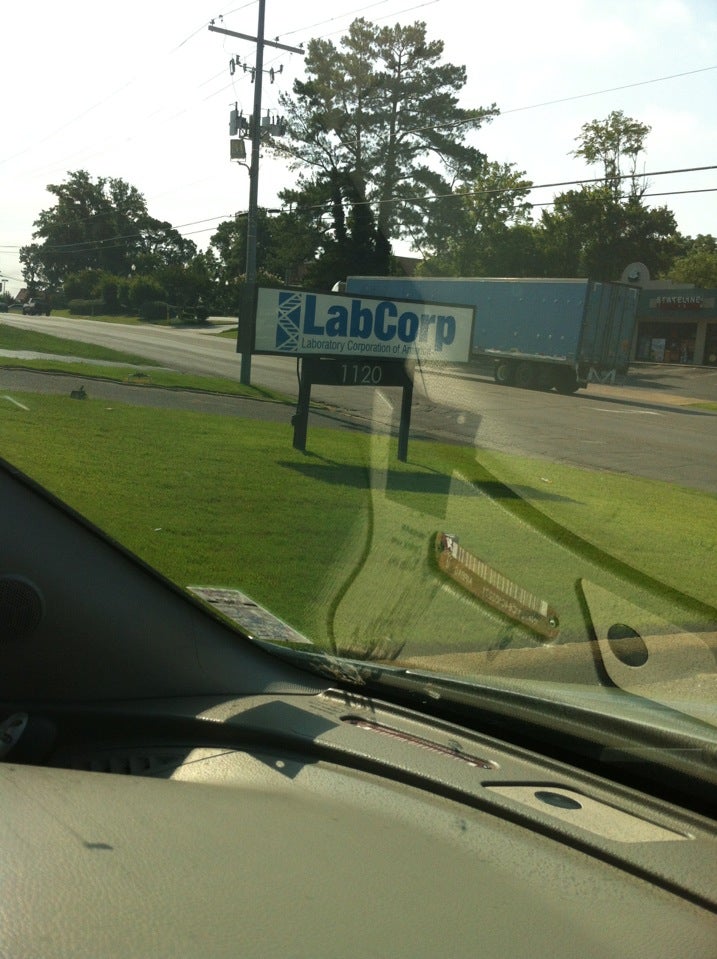 LabCorp
Laboratory Corporation of America
1120
STATELINE